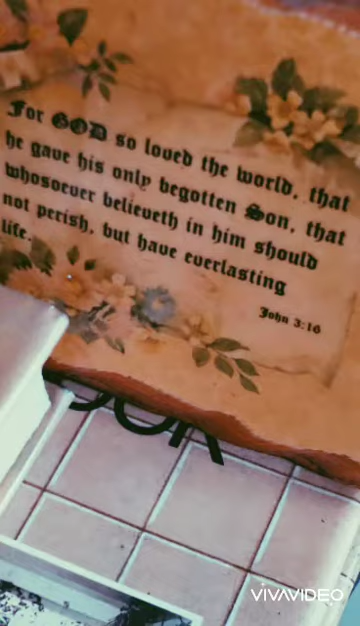 For GOD so loved the world, that
he gave his only begotten Son, that
whosoever believeth in him should
not perish, but have everlasting
life.
John 3:16
VIVAVIDEO